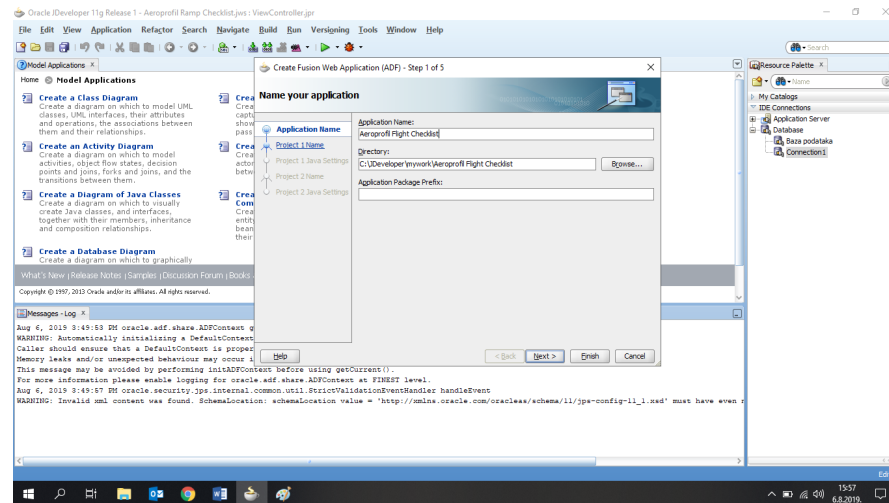 Oracle JDeveloper 11g Release 1 - Aeroprofil Ramp Checklist.jws : ViewController.jpr
File Edit View Application Refactor Search Navigate Build Run Versioning Tools Window Help
Search
Model Applications
Home Model Applications
Create a Class Diagram
Create a diagram on which to model UML
classes, UML interfaces, their attributes
and operations, the associations between
them and their relationships.
Create an Activity Diagram
Create a diagram on which to model
activities, object flow states, decision
points and joins, forks and joins, and the
transitions between them.
Create a Diagram of Java Classes
Create a diagram on which to visually
create Java classes, and interfaces,
together with their members, inheritance
and composition relationships.
Create a Database Diagram
Create a diagram on which to graphically
What's New | Release Notes | Samples | Discussion Forum | Books
Copyright © 1997, 2013 Oracle and/or its affiliates. All rights reserved.
Create Fusion Web Application (ADF) - Step 1 of 5
Name your application
Application Name
Project 1 Name
Project 1 Java Settings
Project 2 Name
Project 2 Java Settings
Application Name:
Aeroprofil Flight Checklist
Directory:
C:\JDeveloper\mywork\Aeroprofil Flight Checklist
Browse...
Application Package Prefix:
Help
< Back Next > Finish Cancel
Resource Palette
Name
My Catalogs
IDE Connections
Application Server
Database
Baza podataka
Connection1
Messages - Log
Aug 6, 2019 3:49:53 PM oracle.adf.share.ADFContext g
WARNING: Automatically initializing a DefaultContext
Caller should ensure that a DefaultContext is proper
Memory leaks and/or unexpected behaviour may occur i
This message may be avoided by performing initADFContext before using getCurrent().
For more information please enable logging for oracle.adf.share.ADFContext at FINEST level.
Aug 6, 2019 3:49:57 PM oracle.security.jps.internal.common.util.StrictValidationEventHandler handleEvent
WARNING: Invalid xml content was found. SchemaLocation: schemaLocation value = 'http://xmlns.oracle.com/oracleas/schema/11/jps-config-11_1.xsd' must have even
Edi
15:57
6.8.2019.